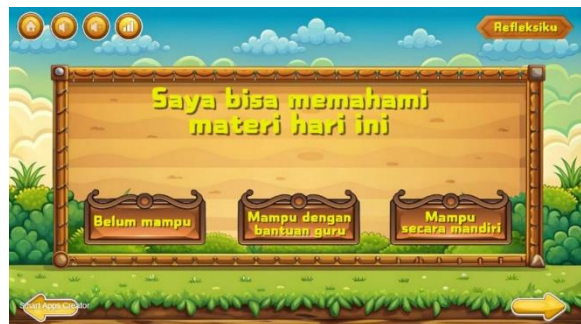 Refleksiku
Saya bisa memahami
materi hari ini
Belum mampu
Mampu dengan
bantuan guru
Mampu
secara mandiri
Smart Apps Creator